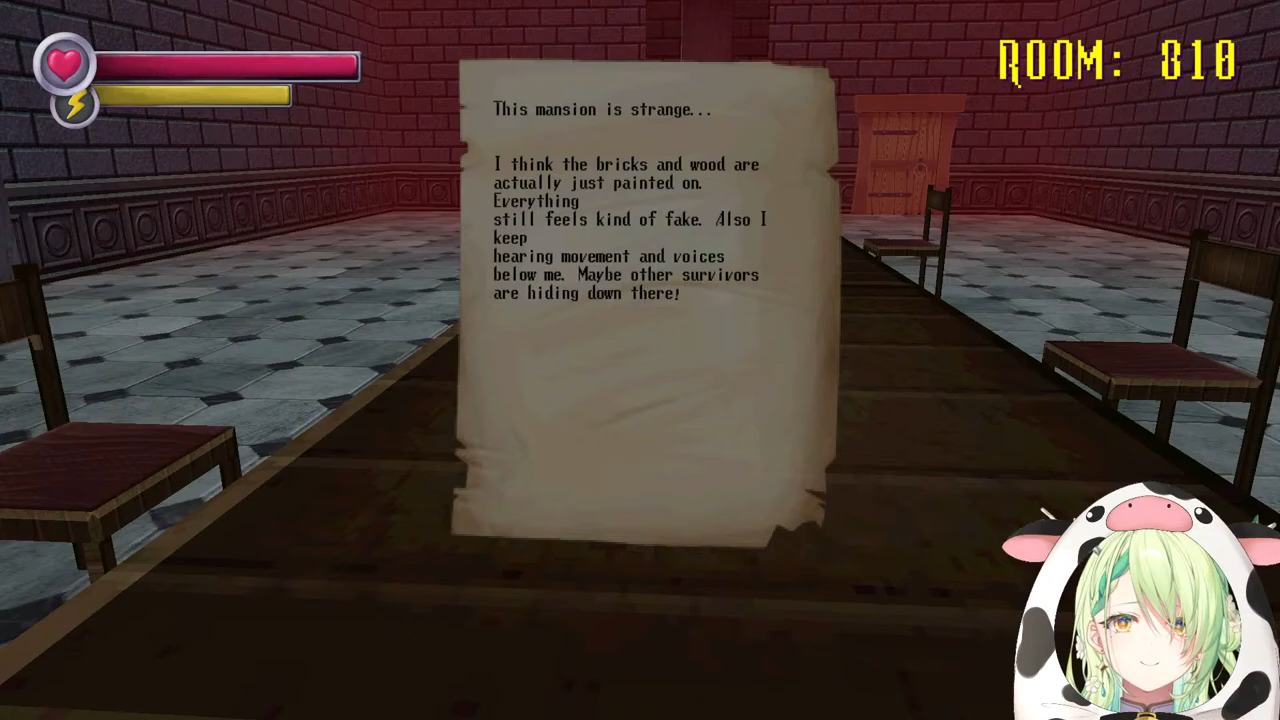 ROOM: 810
This mansion is strange...
I think the bricks and wood are
actually just painted on.
Everything
still feels kind of fake. Also I
keep
hearing movement and voices
below me. Maybe other survivors
are hiding down there!